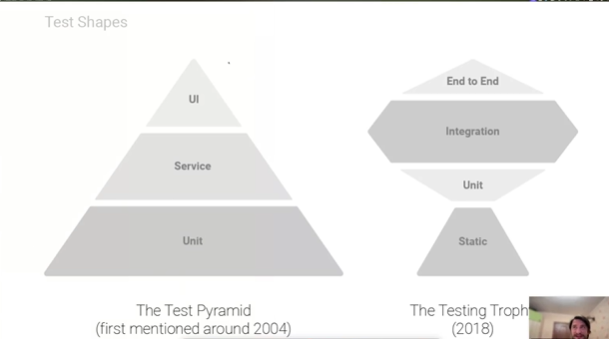 Test Shapes
UI
Service
Unit
The Test Pyramid
(first mentioned around 2004)
End to End
Integration
Unit
Static
The Testing Troph
(2018)